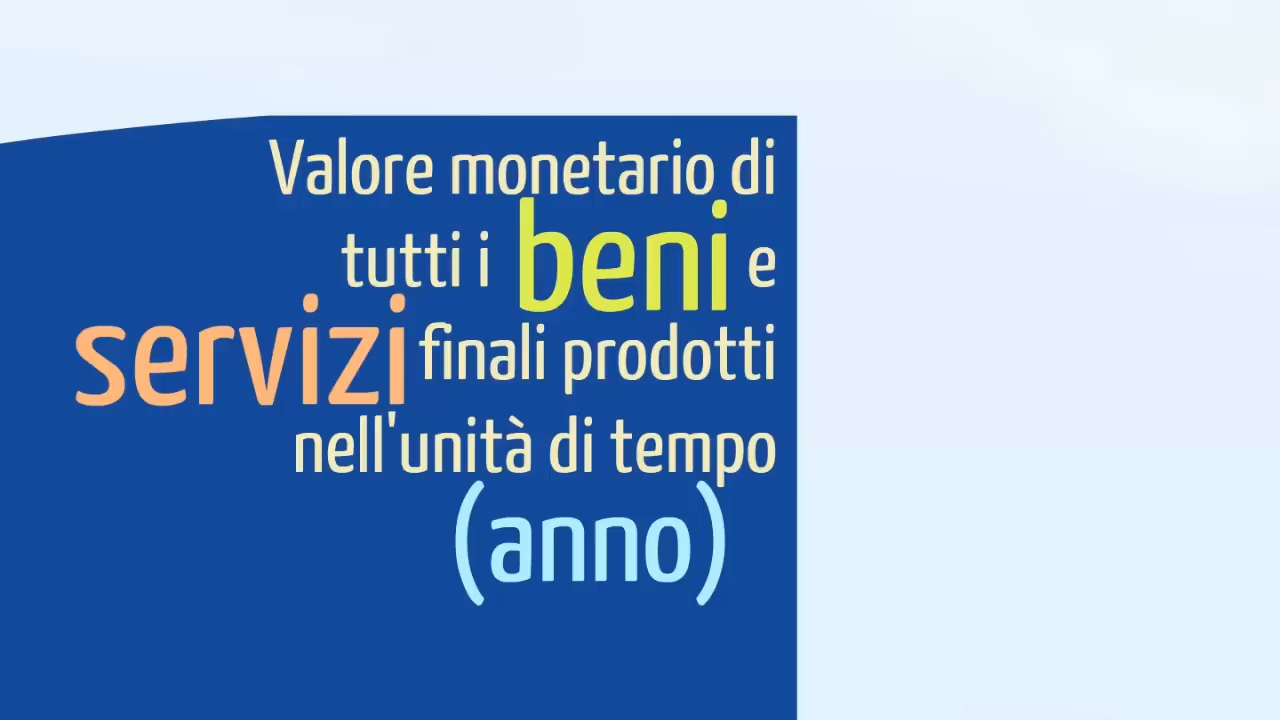 Valore monetario di
tutti i beni e
servizi finali prodotti
nell'unità di tempo
(anno)